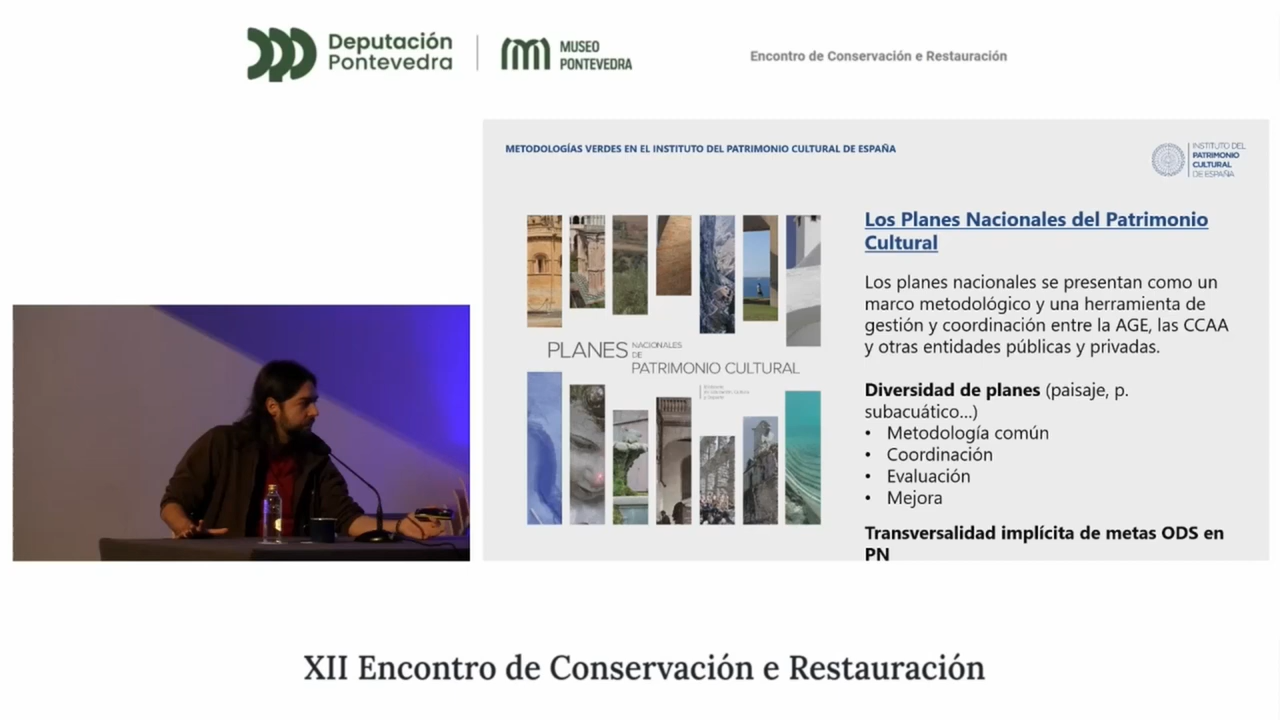 Deputación
Pontevedra
MUSEO
PONTEVEDRA
Encontro de Conservación e Restauración
METODOLOGÍAS VERDES EN EL INSTITUTO DEL PATRIMONIO CULTURAL DE ESPAÑA
INSTITUTO DEL
PATRIMONIO
CULTURAL
DE ESPAÑA
PLANES NACIONALES
DE
PATRIMONIO CULTURAL
Los Planes Nacionales del Patrimonio
Cultural
Los planes nacionales se presentan como un
marco metodológico y una herramienta de
gestión y coordinación entre la AGE, las CCAA
y otras entidades públicas y privadas.
Diversidad de planes (paisaje, p.
subacuático...)
• Metodología común
• Coordinación
• Evaluación
• Mejora
Transversalidad implícita de metas ODS en
PN
XII Encontro de Conservación e Restauración